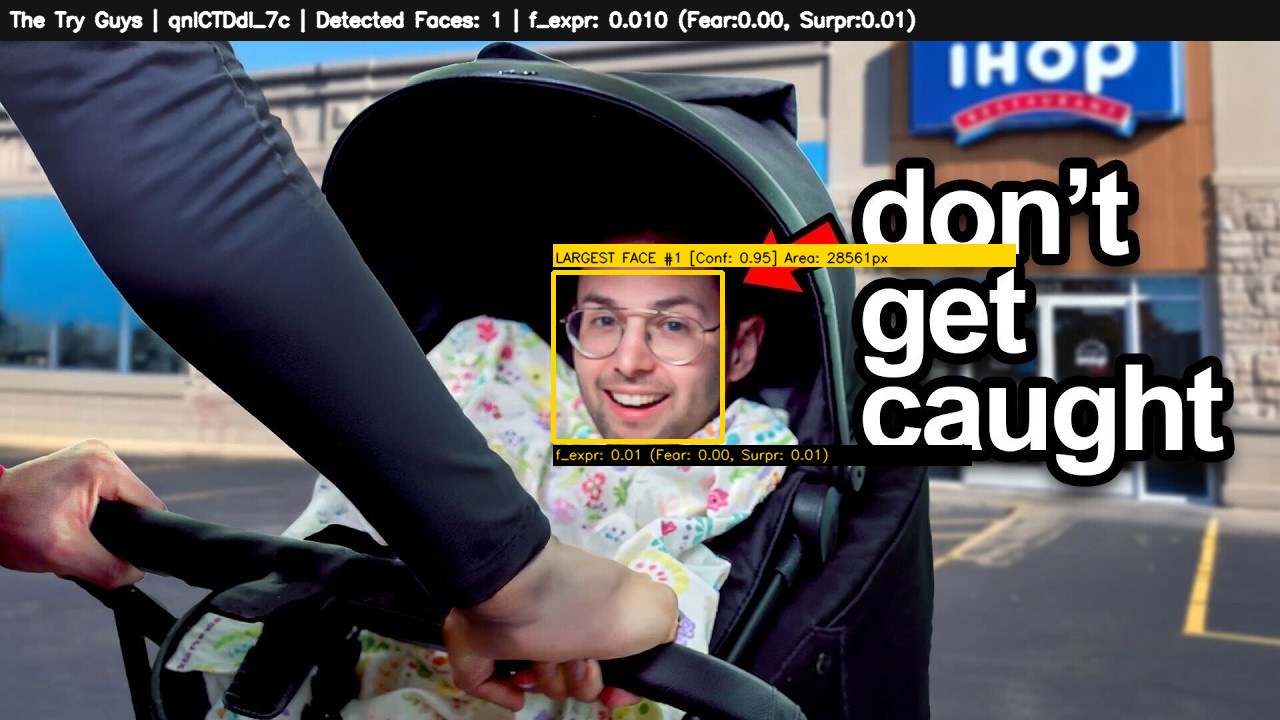 The Try Guys | qnlCTDdl_7c | Detected Faces: 1 | f_expr: 0.010 (Fear:0.00, Surpr:0.01)
IHOP
RESTAURANT
don't
LARGEST FACE #1 [Conf: 0.95] Area: 28561px
get
caught
f_expr: 0.01 (Fear: 0.00, Surpr: 0.01)